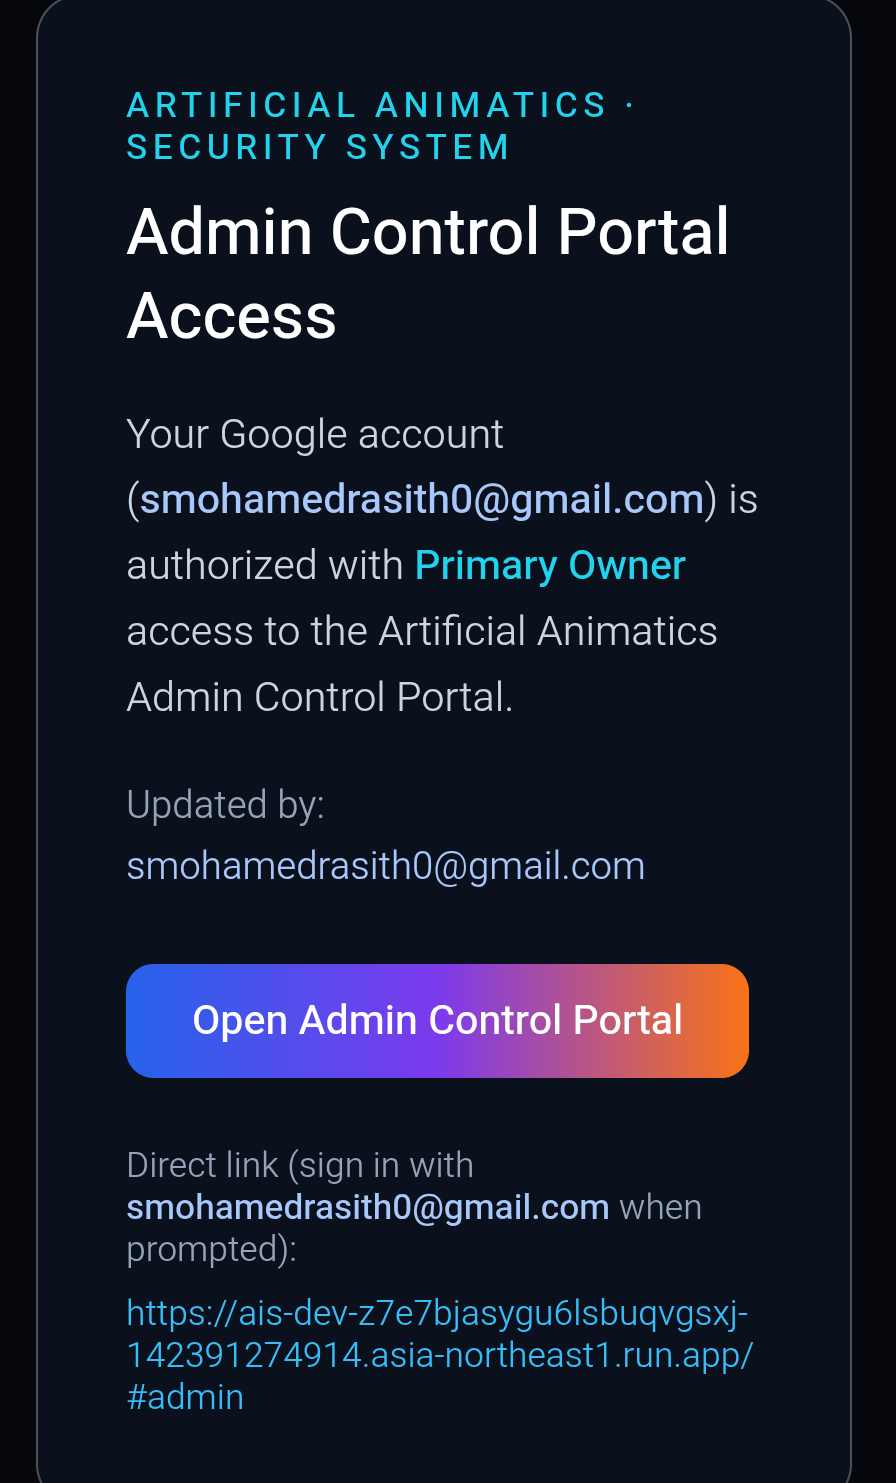 ARTIFICIAL ANIMATICS ·
SECURITY SYSTEM
Admin Control Portal
Access
Your Google account
(smohamedrasith0@gmail.com) is
authorized with Primary Owner
access to the Artificial Animatics
Admin Control Portal.
Updated by:
smohamedrasith0@gmail.com
Open Admin Control Portal
Direct link (sign in with
smohamedrasith0@gmail.com when
prompted):
https://ais-dev-z7e7bjasygu6lsbuqvgsxj-
142391274914.asia-northeast1.run.app/
#admin